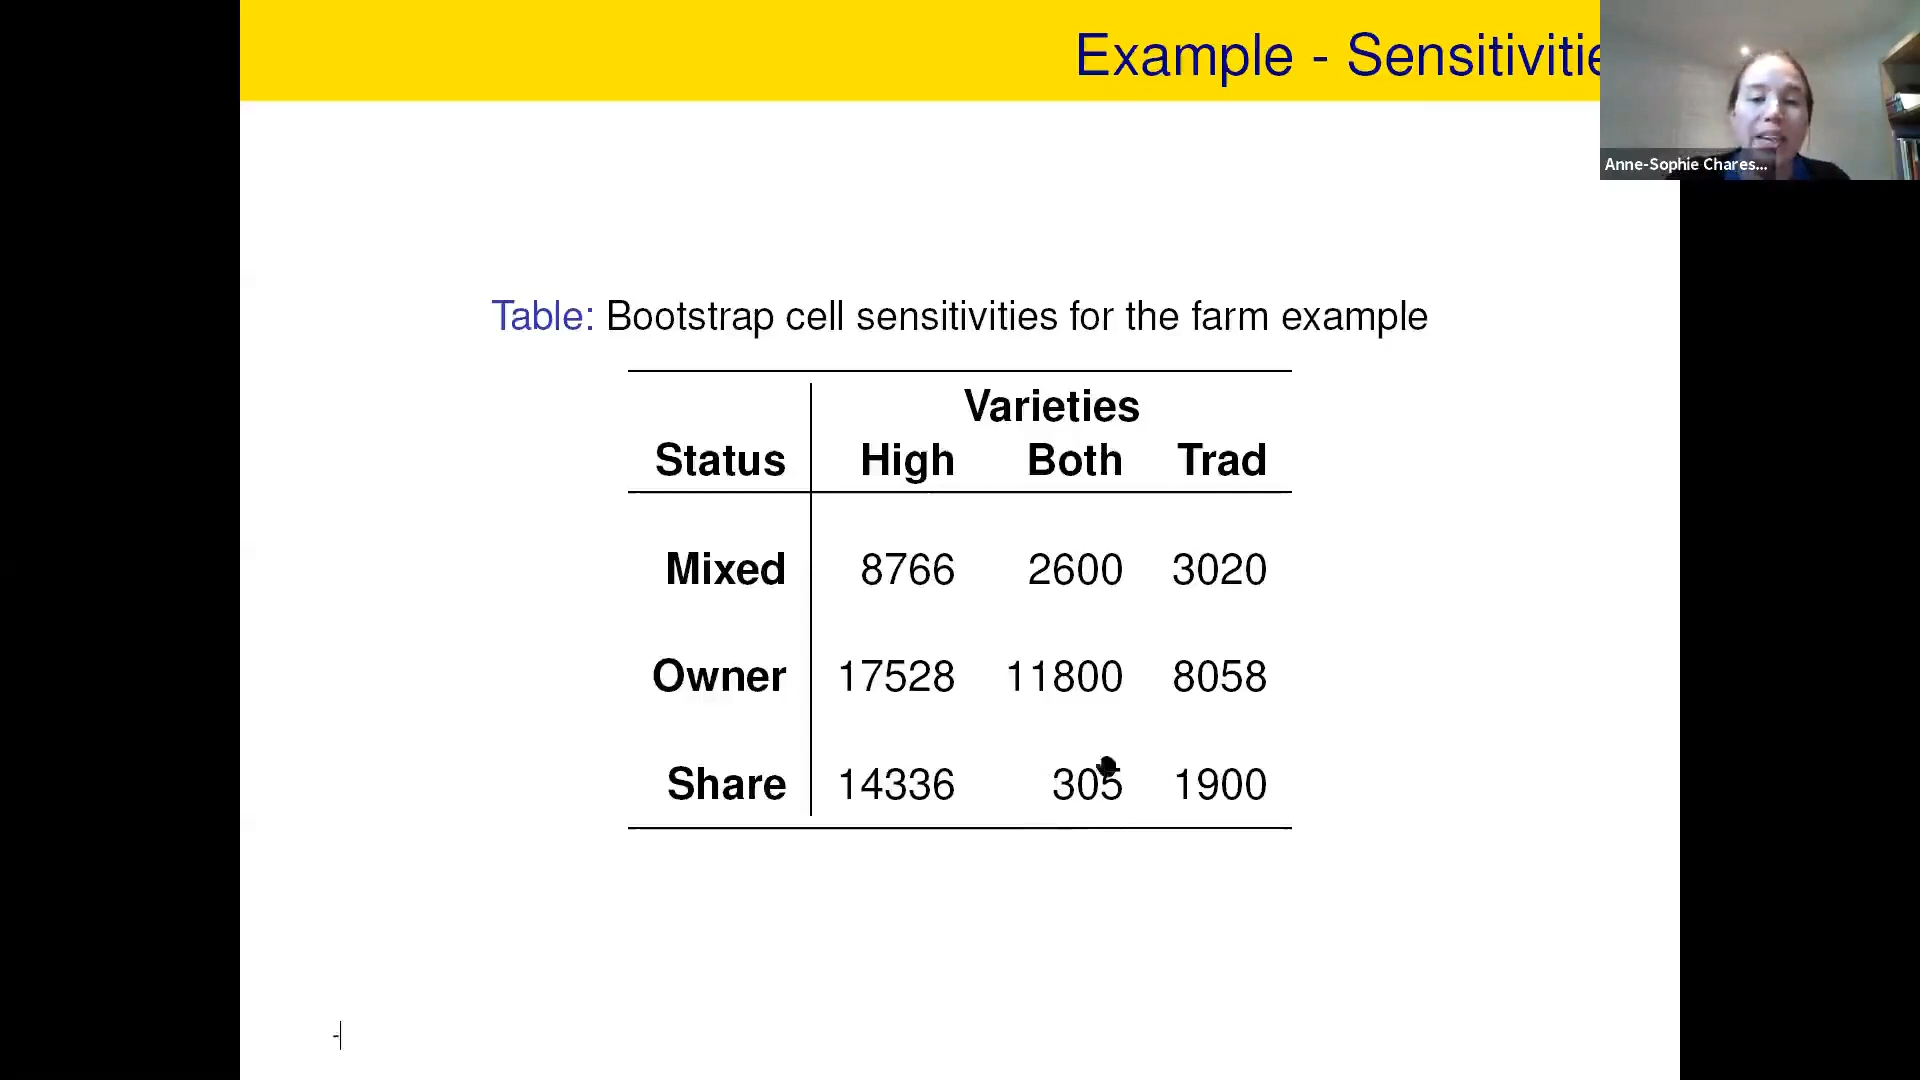 Example - Sensitivitie
Anne-Sophie Chares...
Table: Bootstrap cell sensitivities for the farm example
Varieties
Status High Both Trad
Mixed 8766 2600 3020
Owner 17528 11800 8058
Share 14336 305 1900
-